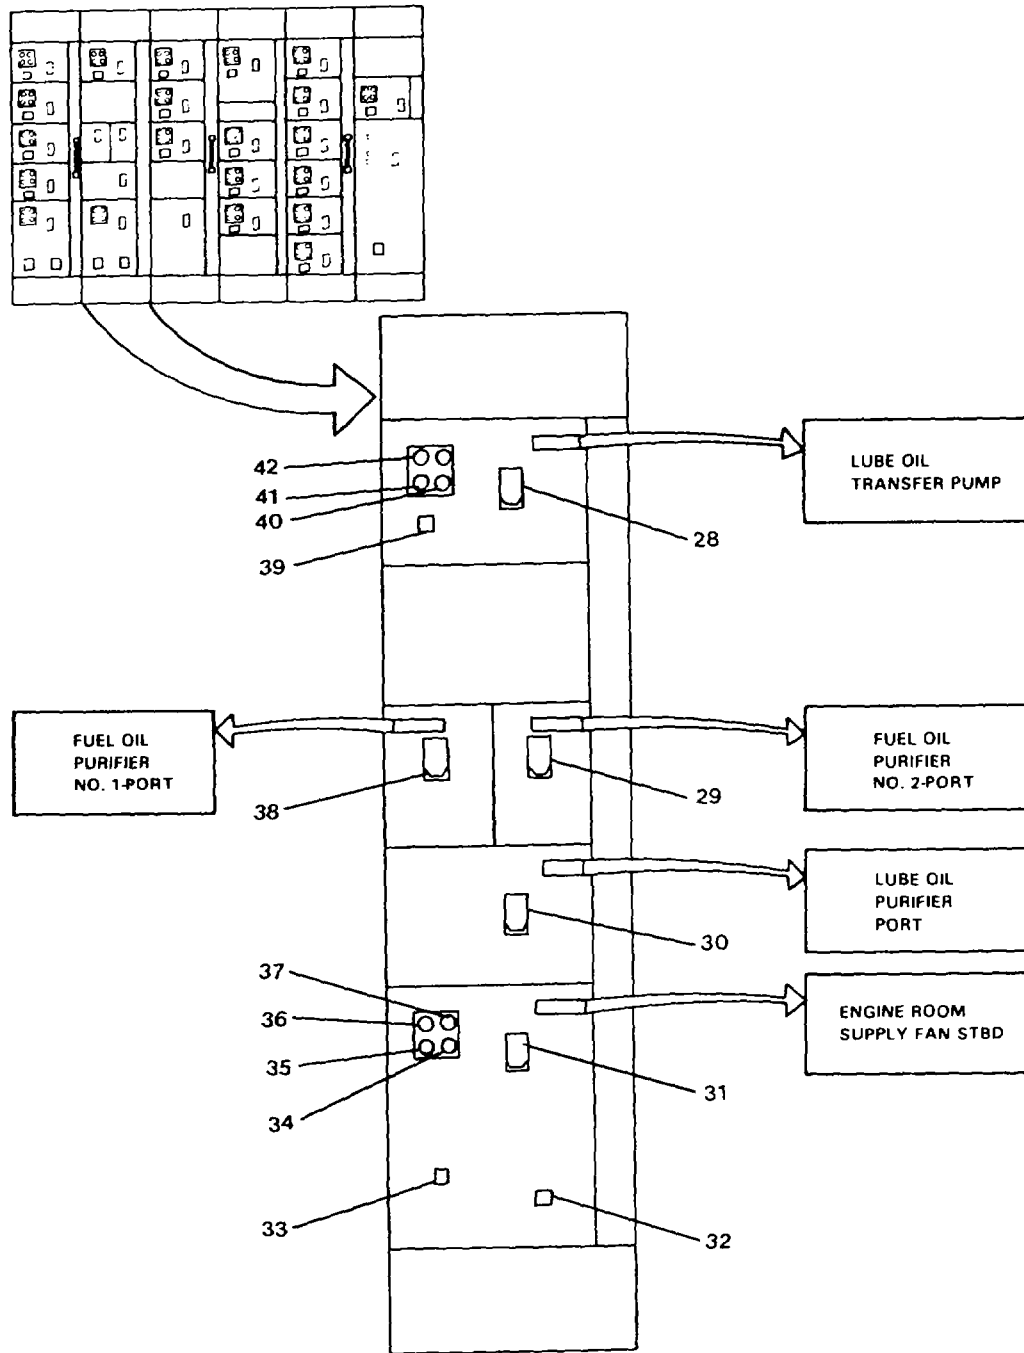 LUBE OIL
TRANSFER PUMP
42
41
40
39
28
FUEL OIL
PURIFIER
NO. 1-PORT
FUEL OIL
PURIFIER
NO. 2-PORT
38
29
LUBE OIL
PURIFIER
PORT
30
37
36
35
34
ENGINE ROOM
SUPPLY FAN STBD
31
33
32